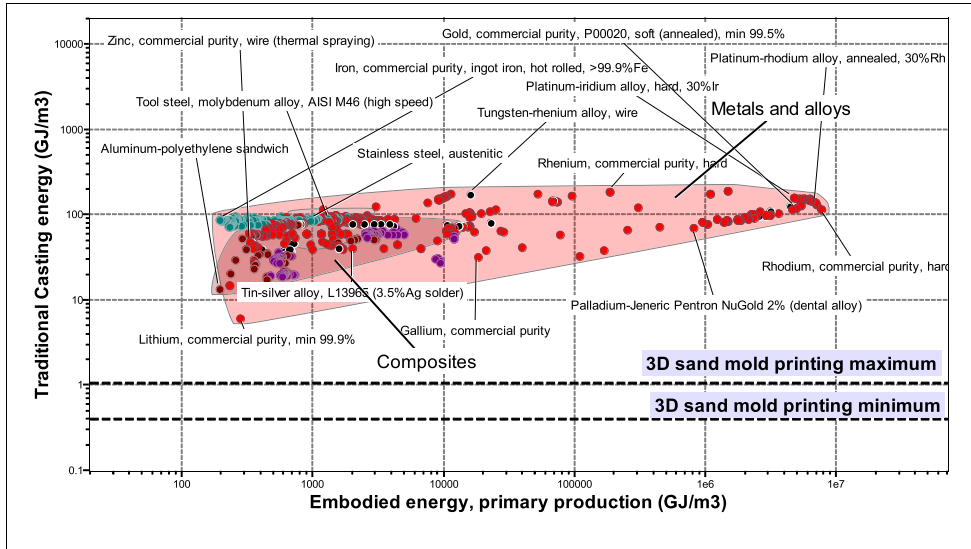 10000
1000
100
10
1
0.1
Traditional Casting energy (GJ/m3)
Zinc, commercial purity, wire (thermal spraying)
Gold, commercial purity, P00020, soft (annealed), min 99.5%
Platinum-rhodium alloy, annealed, 30%Rh
Iron, commercial purity, ingot iron, hot rolled, >99.9%Fe
Platinum-iridium alloy, hard, 30%Ir
Tool steel, molybdenum alloy, AISI M46 (high speed)
Tungsten-rhenium alloy, wire
Metals and alloys
Aluminum-polyethylene sandwich
Stainless steel, austenitic
Rhenium, commercial purity, hard
Rhodium, commercial purity, hard
Tin-silver alloy, L13965 (3.5%Ag solder)
Palladium-Jeneric Pentron NuGold 2% (dental alloy)
Gallium, commercial purity
Lithium, commercial purity, min 99.9%
Composites
3D sand mold printing maximum
3D sand mold printing minimum
100
1000
10000
100000
1e6
1e7
Embodied energy, primary production (GJ/m3)